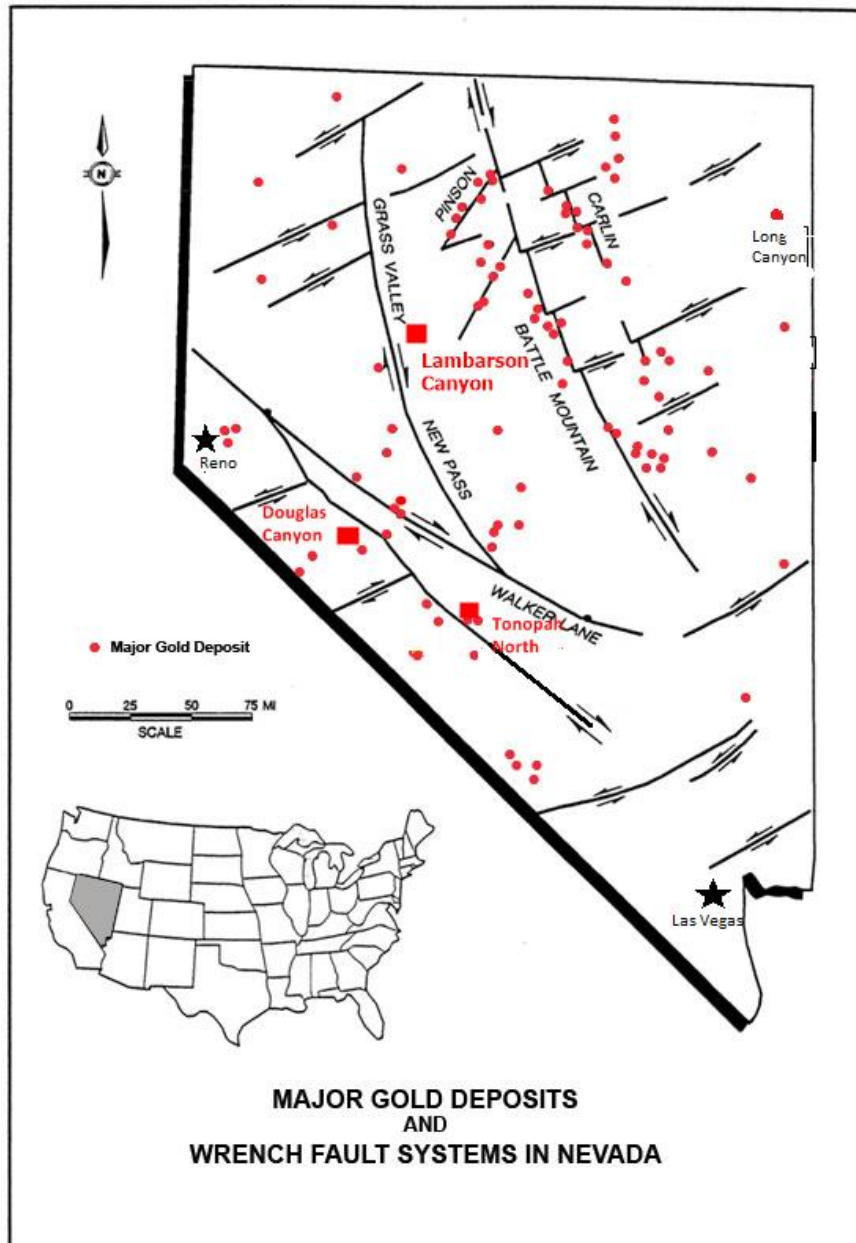 N
PINSON
CARLIN
GRASS VALLEY
Long
Canyon
Lambarson
Canyon
BATTLE MOUNTAIN
NEW PASS
Reno
Douglas
Canyon
WALKER LANE
Tonopah
North
Major Gold Deposit
0 25 50 75 MI
SCALE
Las Vegas
MAJOR GOLD DEPOSITS
AND
WRENCH FAULT SYSTEMS IN NEVADA